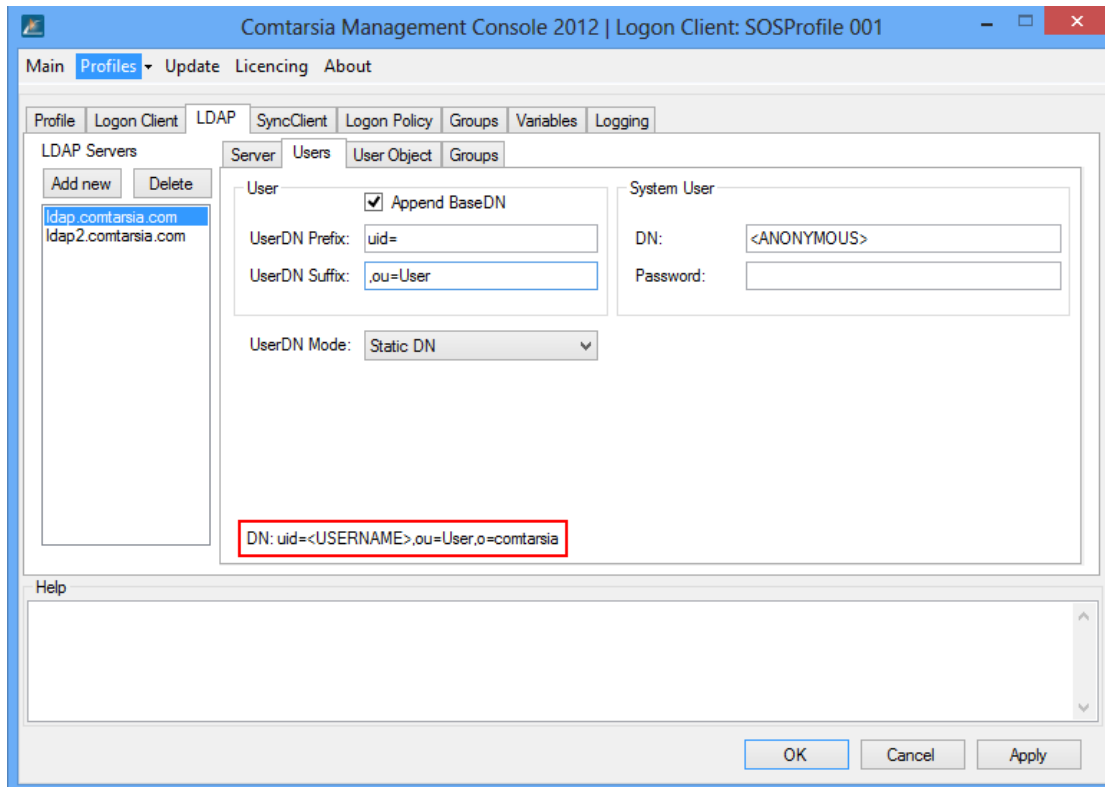 Comtarsia Management Console 2012 | Logon Client: SOSProfile 001
Main Profiles Update Licencing About
Profile Logon Client LDAP SyncClient Logon Policy Groups Variables Logging
LDAP Servers
Add new Delete
ldap.comtarsia.com
ldap2.comtarsia.com
Server Users User Object Groups
User
Append BaseDN
UserDN Prefix: uid=
UserDN Suffix: ,ou=User
System User
DN: <ANONYMOUS>
Password:
UserDN Mode: Static DN
DN: uid=<USERNAME>,ou=User,o=comtarsia
Help
OK Cancel Apply